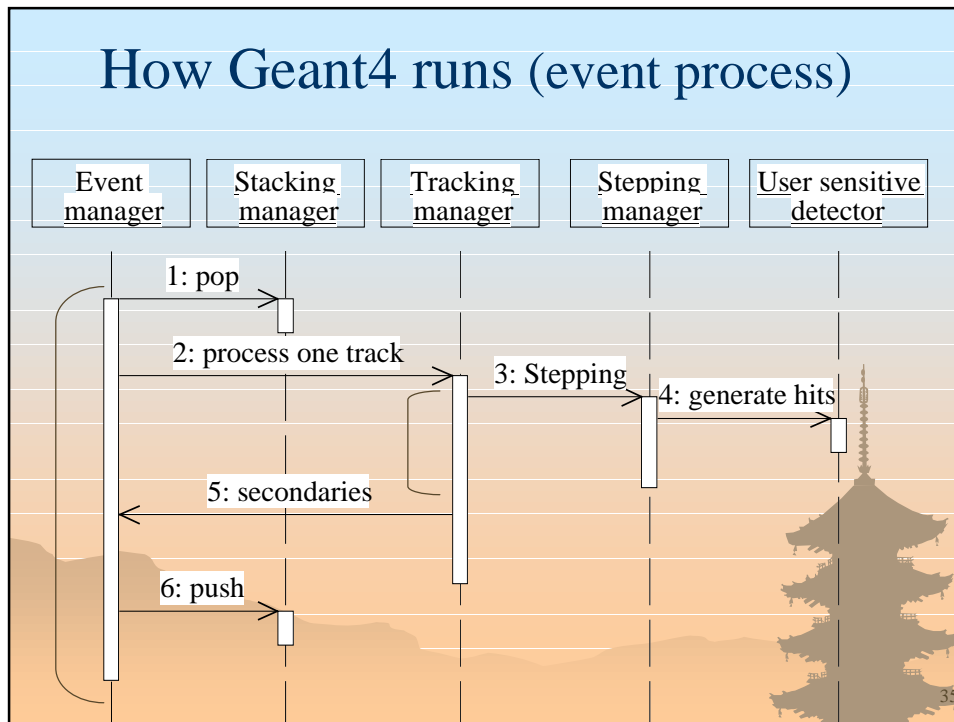 How Geant4 runs (event process)
Event
manager
Stacking
manager
Tracking
manager
Stepping
manager
User sensitive
detector
1: pop
2: process one track
3: Stepping
4: generate hits
5: secondaries
6: push
35